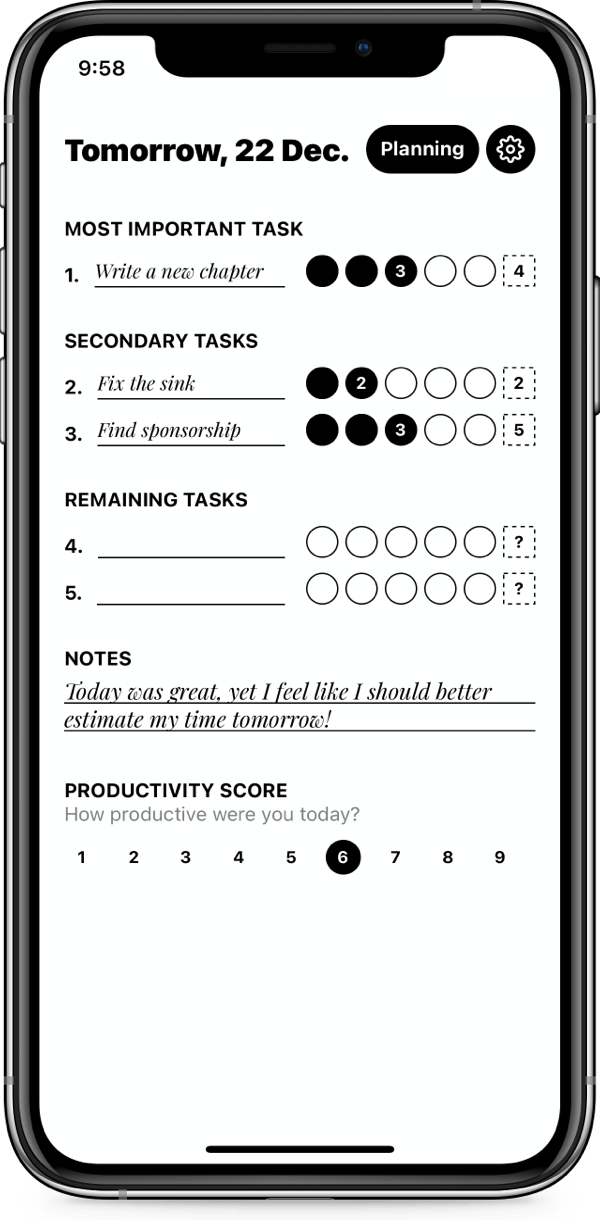 9:58
Tomorrow, 22 Dec. Planning
MOST IMPORTANT TASK
1. Write a new chapter 3 4
SECONDARY TASKS
2. Fix the sink 2 2
3. Find sponsorship 3 5
REMAINING TASKS
4. ?
5. ?
NOTES
Today was great, yet I feel like I should better
estimate my time tomorrow!
PRODUCTIVITY SCORE
How productive were you today?
1 2 3 4 5 6 7 8 9